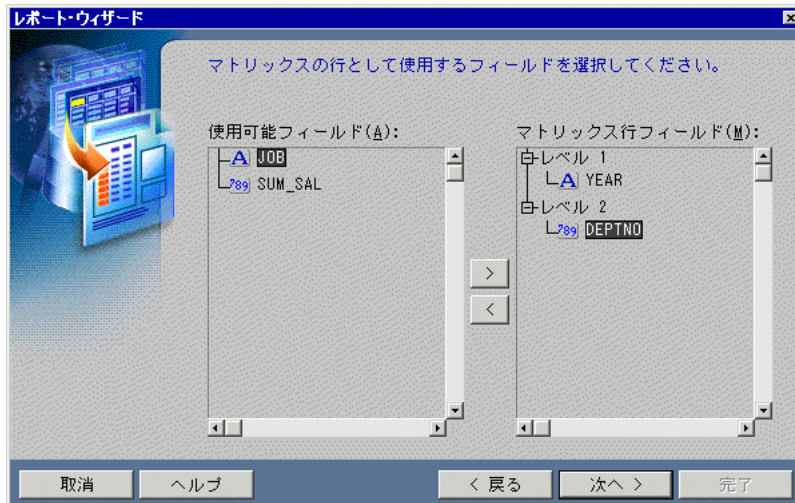 レポート・ウィザード
マトリックスの行として使用するフィールドを選択してください。
使用可能フィールド(A):
A JOB
789 SUM_SAL
マトリックス行フィールド(M):
レベル 1
A YEAR
レベル 2
789 DEPTNO
>
<
取消
ヘルプ
< 戻る
次へ >
完了